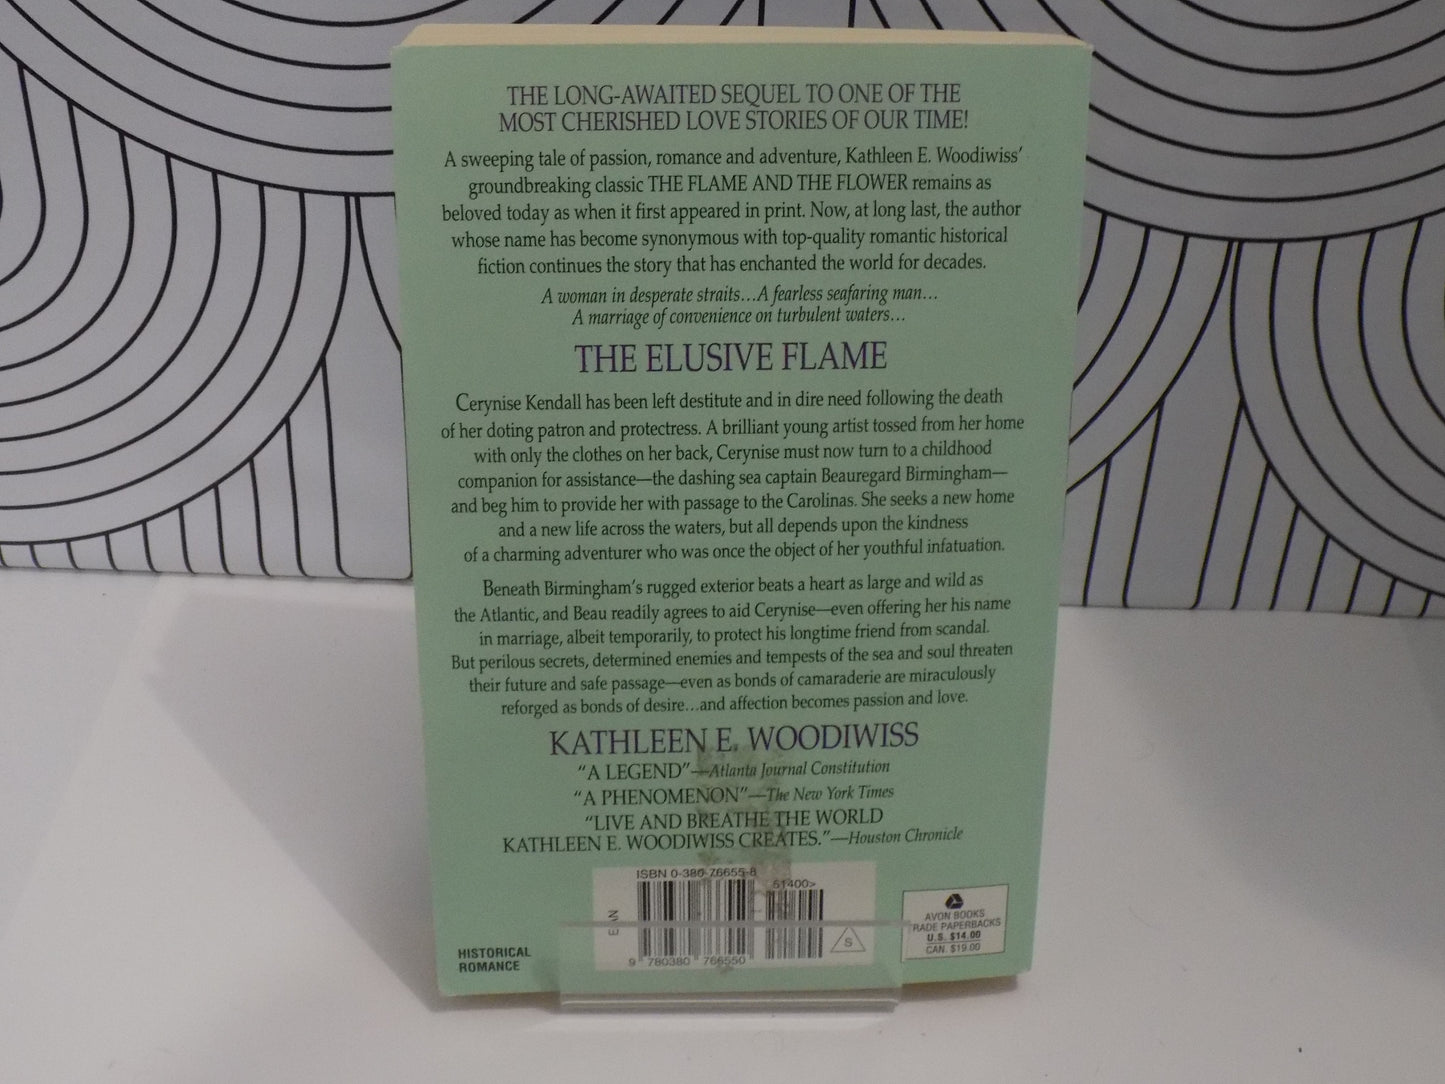 THE LONG-AWAITED SEQUEL TO ONE OF THE
MOST CHERISHED LOVE STORIES OF OUR TIME!
A sweeping tale of passion, romance and adventure, Kathleen E. Woodiwiss'
groundbreaking classic THE FLAME AND THE FLOWER remains as
beloved today as when it first appeared in print. Now, at long last, the author
whose name has become synonymous with top-quality romantic historical
fiction continues the story that has enchanted the world for decades.
A woman in desperate straits...A fearless seafaring man...
A marriage of convenience on turbulent waters...
THE ELUSIVE FLAME
Cerynise Kendall has been left destitute and in dire need following the death
of her doting patron and protectress. A brilliant young artist tossed from her home
with only the clothes on her back, Cerynise must now turn to a childhood
companion for assistance—the dashing sea captain Beauregard Birmingham—
and beg him to provide her with passage to the Carolinas. She seeks a new home
and a new life across the waters, but all depends upon the kindness
of a charming adventurer who was once the object of her youthful infatuation.
Beneath Birmingham's rugged exterior beats a heart as large and wild as
the Atlantic, and Beau readily agrees to aid Cerynise—even offering her his name
in marriage, albeit temporarily, to protect his longtime friend from scandal.
But perilous secrets, determined enemies and tempests of the sea and soul threaten
their future and safe passage—even as bonds of camaraderie are miraculously
reforged as bonds of desire...and affection becomes passion and love.
KATHLEEN E. WOODIWISS
"A LEGEND"—Atlanta Journal Constitution
"A PHENOMENON"—The New York Times
"LIVE AND BREATHE THE WORLD
KATHLEEN E. WOODIWISS CREATES."—Houston Chronicle
ISBN 0-380-76655-8
51400>
EAN
S
9 780380 766550
HISTORICAL
ROMANCE
AVON BOOKS
RADE PAPERBACKS
U.S. $14.00
CAN. $19.00